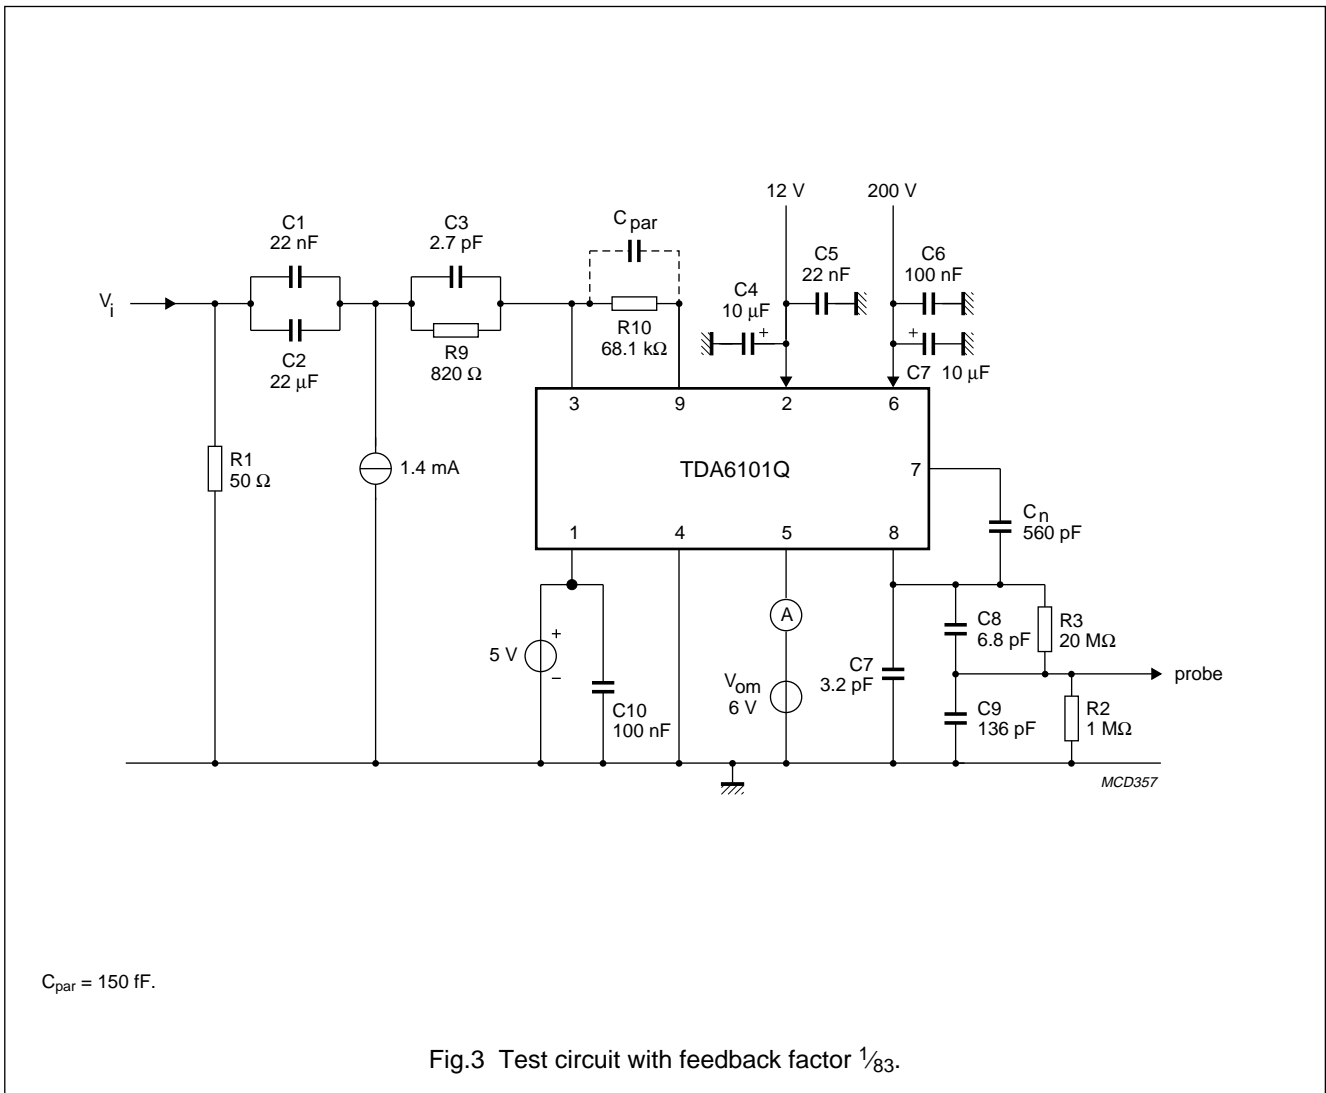 12 V
200 V
C1
22 nF
C3
2.7 pF
C par
C5
22 nF
C6
100 nF
Vi
C4
10 μF
+
+
C2
22 μF
R9
820 Ω
R10
68.1 kΩ
C7 10 μF
3
9
2
6
R1
50 Ω
1.4 mA
TDA6101Q
7
Cn
560 pF
1
4
5
8
A
C8
6.8 pF
R3
20 MΩ
5 V
+
−
C7
3.2 pF
probe
Vom
6 V
C10
100 nF
C9
136 pF
R2
1 MΩ
MCD357
Cpar = 150 fF.
Fig.3 Test circuit with feedback factor 1⁄83.